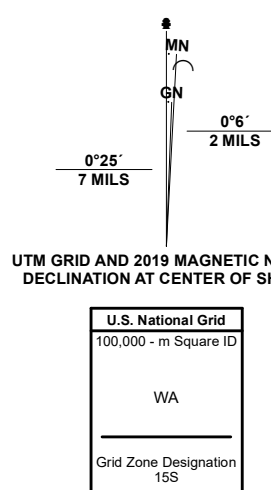 MN
GN
0°6´
2 MILS
0°25´
7 MILS
UTM GRID AND 2019 MAGNETIC N
DECLINATION AT CENTER OF SH
U.S. National Grid
100,000 - m Square ID
WA
Grid Zone Designation
15S